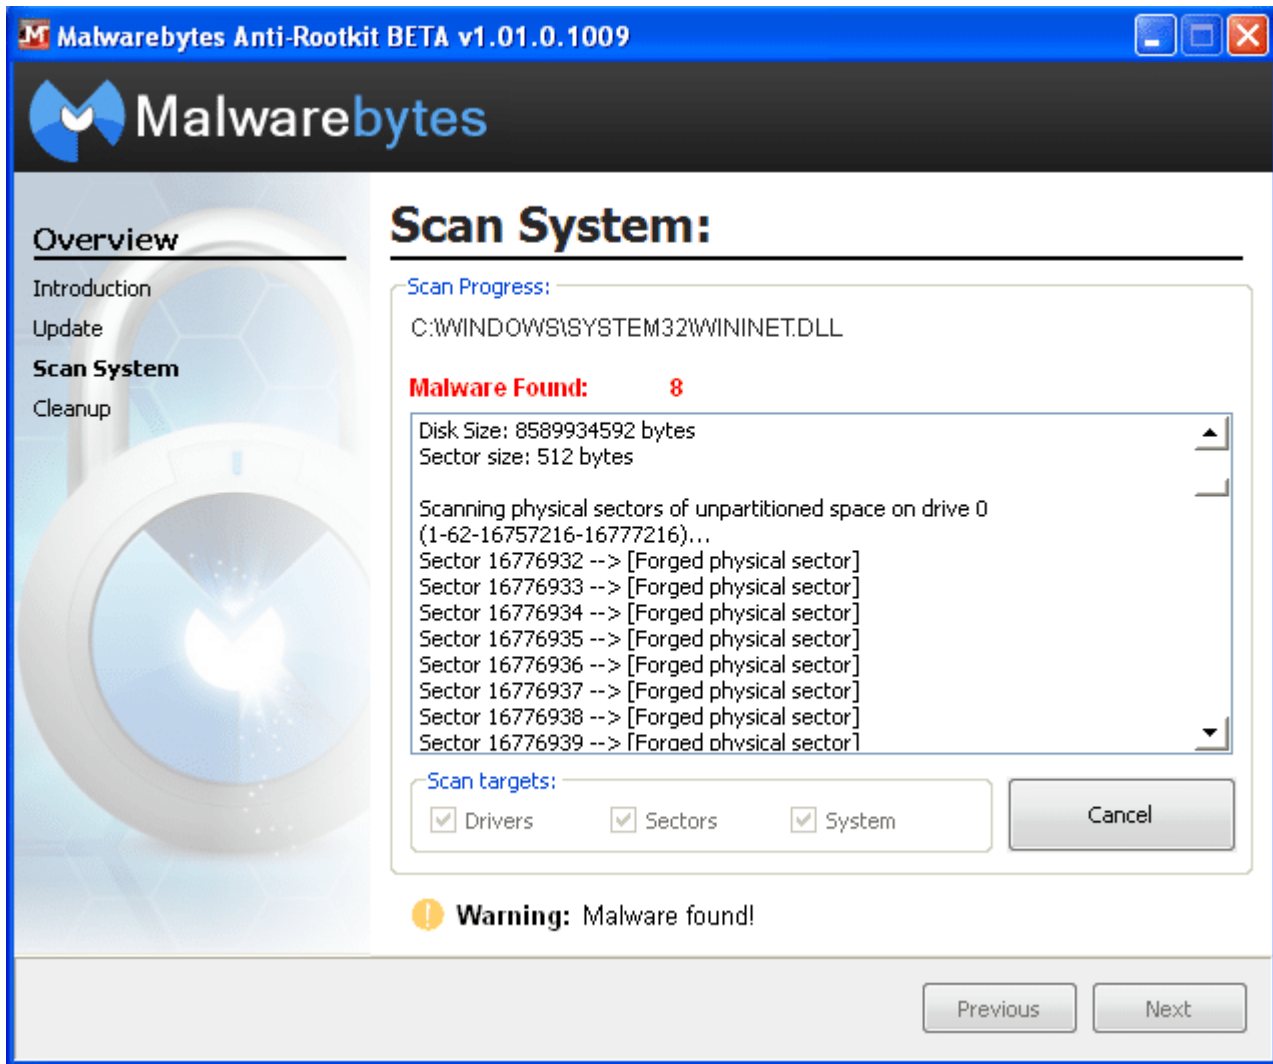 Malwarebytes Anti-Rootkit BETA v1.01.0.1009
Malwarebytes
Overview
Introduction
Update
Scan System
Cleanup
Scan System:
Scan Progress:
C:\WINDOWS\SYSTEM32\WININET.DLL
Malware Found: 8
Disk Size: 8589934592 bytes
Sector size: 512 bytes
Scanning physical sectors of unpartitioned space on drive 0
(1-62-16757216-16777216)...
Sector 16776932 --> [Forged physical sector]
Sector 16776933 --> [Forged physical sector]
Sector 16776934 --> [Forged physical sector]
Sector 16776935 --> [Forged physical sector]
Sector 16776936 --> [Forged physical sector]
Sector 16776937 --> [Forged physical sector]
Sector 16776938 --> [Forged physical sector]
Sector 16776939 --> [Forged physical sector]
Scan targets:
Drivers Sectors System
Cancel
Warning: Malware found!
Previous Next